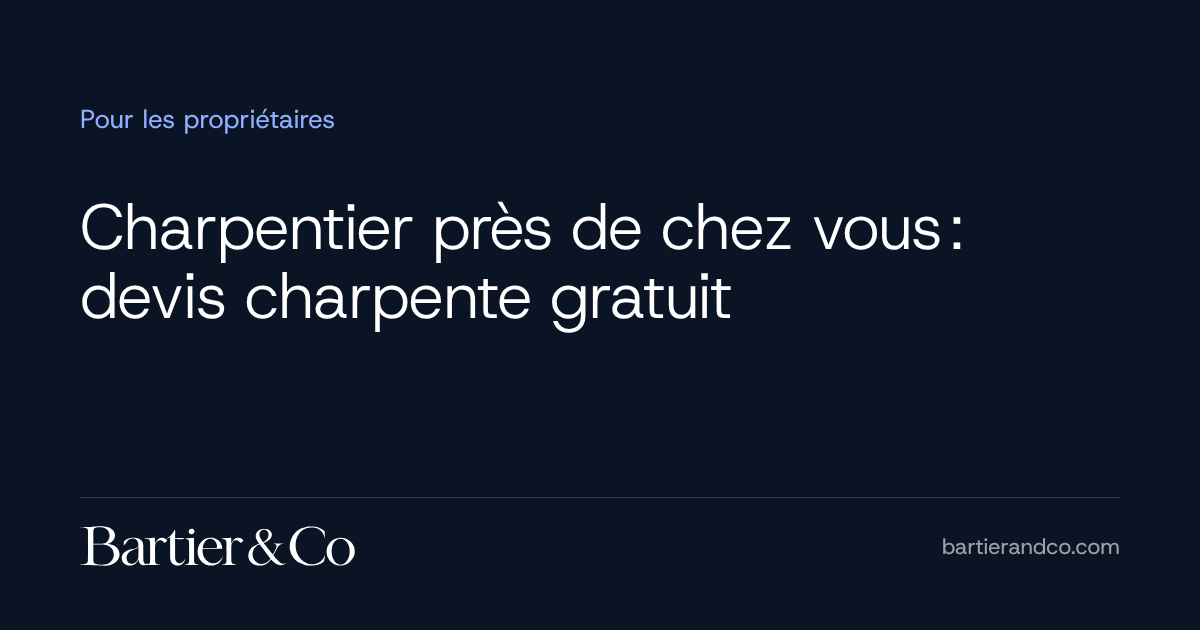 Pour les propriétaires
Charpentier près de chez vous :
devis charpente gratuit
Bartier & Co
bartierandco.com